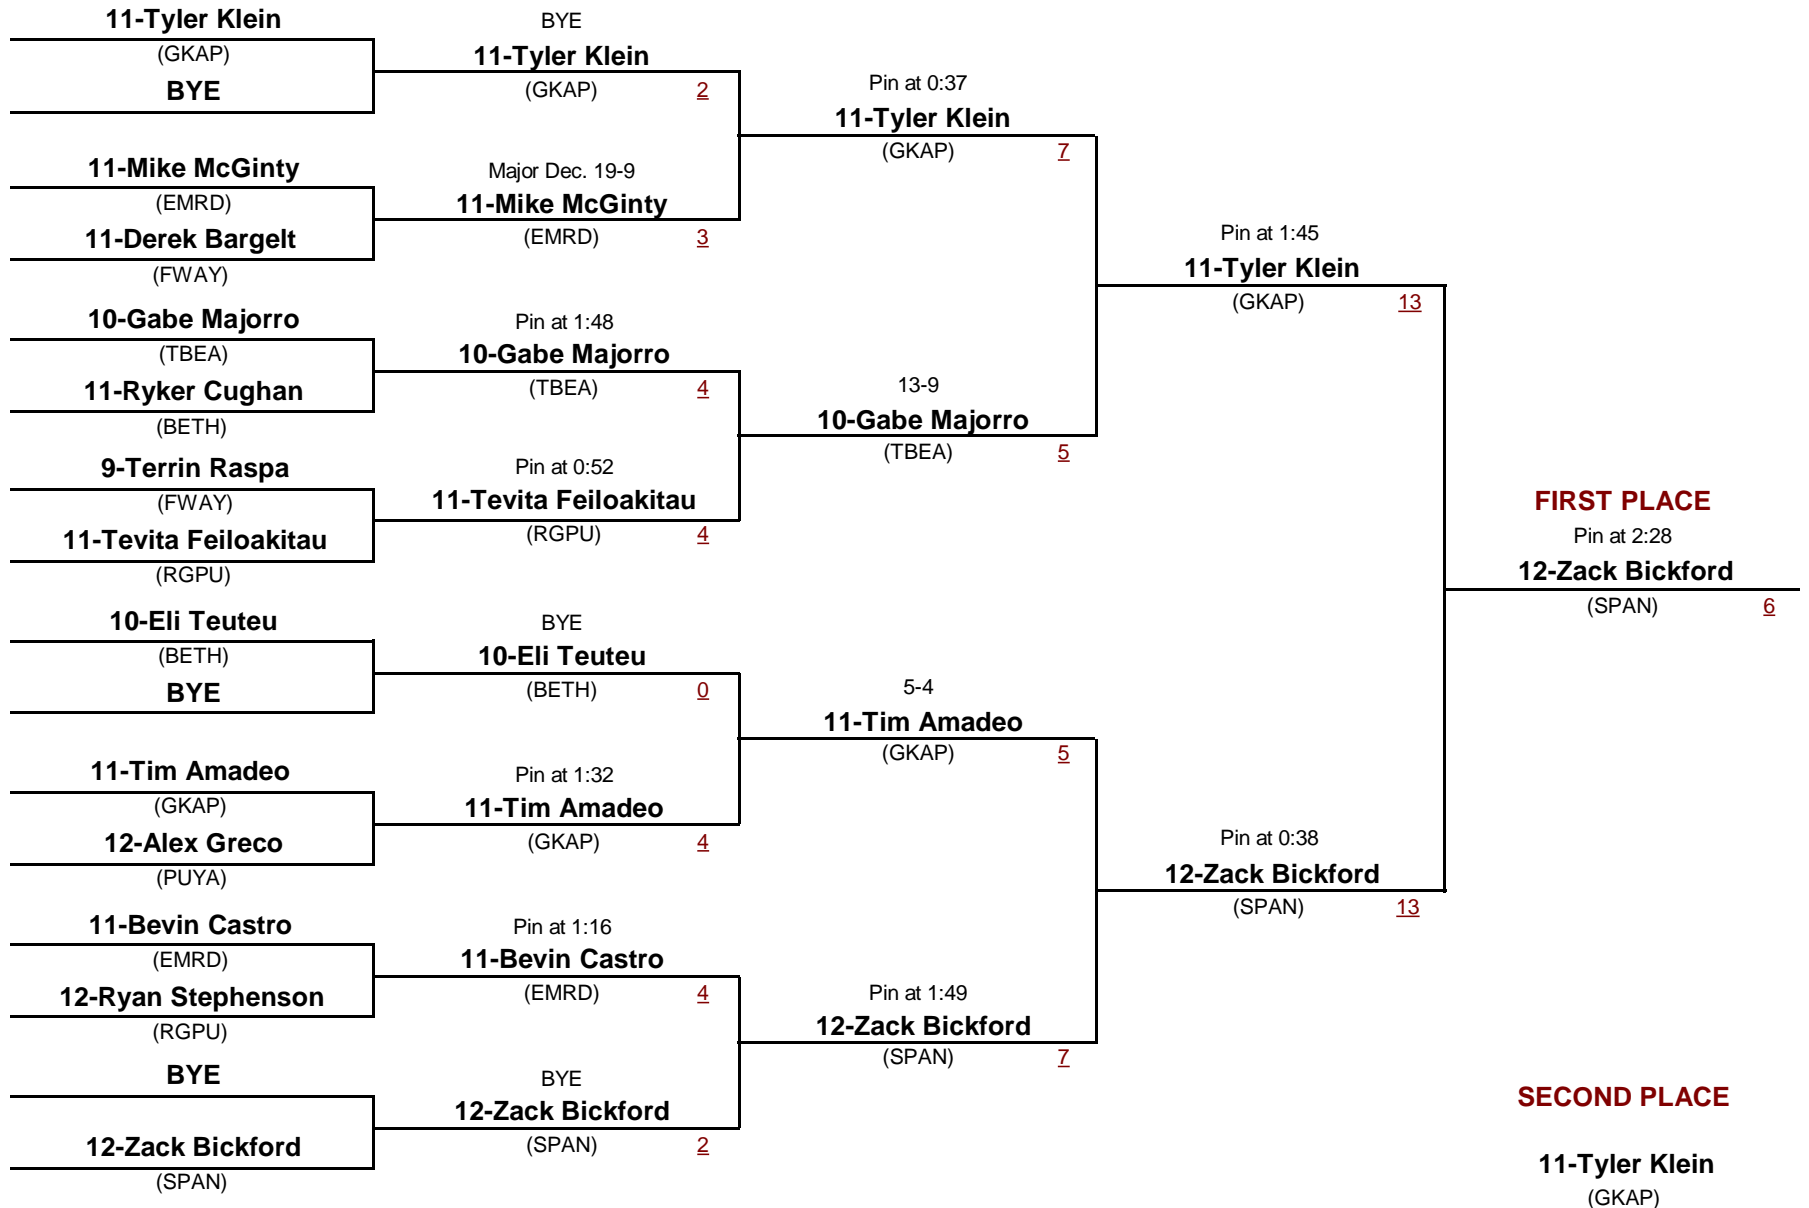 11-Tyler Klein
(GKAP)
BYE
11-Mike McGinty
(EMRD)
11-Derek Bargelt
(FWAY)
10-Gabe Majorro
(TBEA)
11-Ryker Cughan
(BETH)
9-Terrin Raspa
(FWAY)
11-Tevita Feiloakitau
(RGPU)
10-Eli Teuteu
(BETH)
BYE
11-Tim Amadeo
(GKAP)
12-Alex Greco
(PUYA)
11-Bevin Castro
(EMRD)
12-Ryan Stephenson
(RGPU)
BYE
12-Zack Bickford
(SPAN)
BYE
11-Tyler Klein
(GKAP) 2
Major Dec. 19-9
11-Mike McGinty
(EMRD) 3
Pin at 1:48
10-Gabe Majorro
(TBEA) 4
Pin at 0:52
11-Tevita Feiloakitau
(RGPU) 4
BYE
10-Eli Teuteu
(BETH) 0
Pin at 1:32
11-Tim Amadeo
(GKAP) 4
Pin at 1:16
11-Bevin Castro
(EMRD) 4
BYE
12-Zack Bickford
(SPAN) 2
Pin at 0:37
11-Tyler Klein
(GKAP) 7
13-9
10-Gabe Majorro
(TBEA) 5
5-4
11-Tim Amadeo
(GKAP) 5
Pin at 1:49
12-Zack Bickford
(SPAN) 7
Pin at 1:45
11-Tyler Klein
(GKAP) 13
Pin at 0:38
12-Zack Bickford
(SPAN) 13
FIRST PLACE
Pin at 2:28
12-Zack Bickford
(SPAN) 6
SECOND PLACE
11-Tyler Klein
(GKAP)